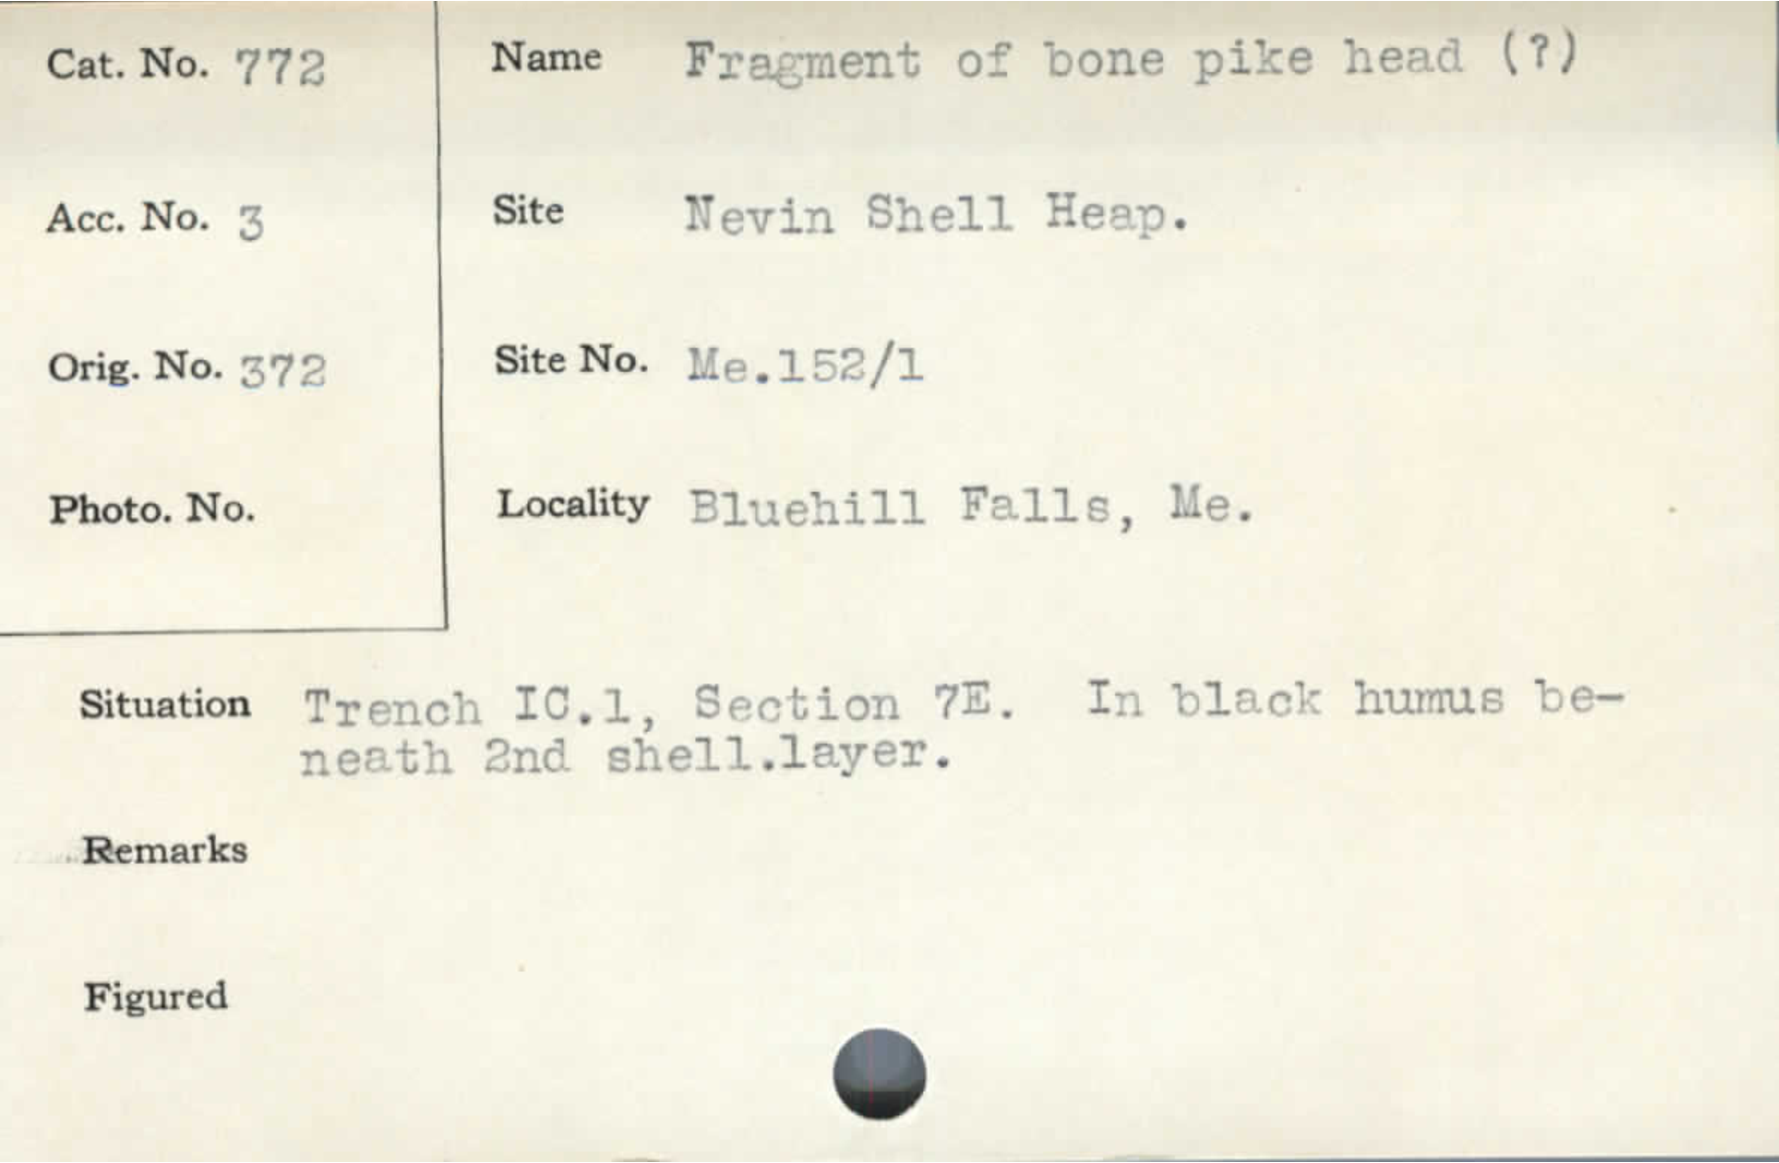 Cat. No. 772
Acc. No. 3
Orig. No. 372
Photo. No.
Name Fragment of bone pike head (?)
Site Nevin Shell Heap.
Site No. Me.152/1
Locality Bluehill Falls, Me.
Situation Trench IC.1, Section 7E. In black humus be-
neath 2nd shell.layer.
Remarks
Figured